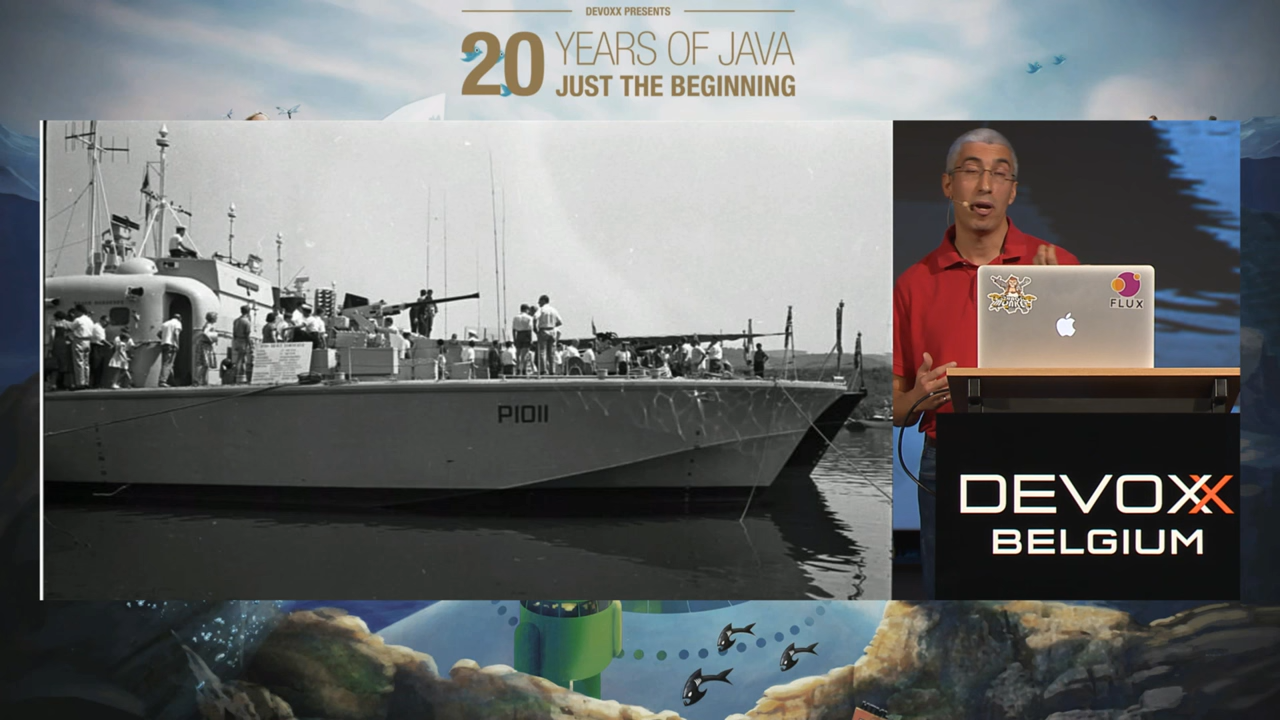 DEVOXX PRESENTS
20 YEARS OF JAVA
JUST THE BEGINNING
P1011
FLUX
DEVOXX
BELGIUM